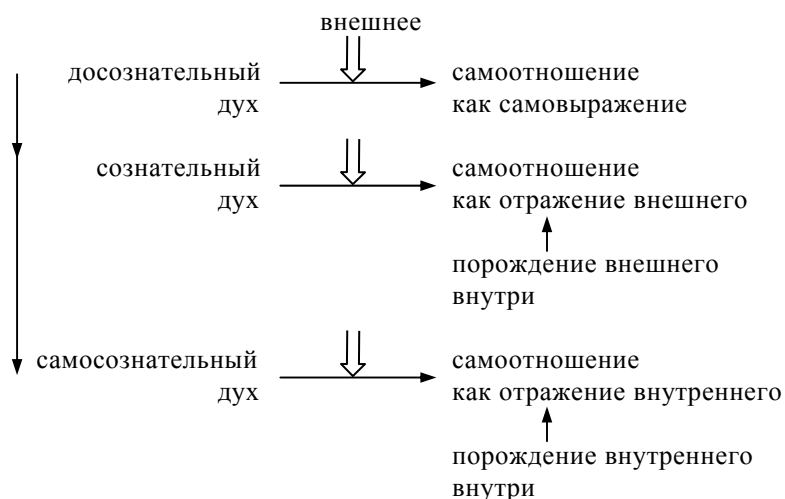 внешнее
досознательный
дух
самоотношение
как самовыражение
сознательный
дух
самоотношение
как отражение внешнего
порождение внешнего
внутри
самосознательный
дух
самоотношение
как отражение внутреннего
порождение внутреннего
внутри